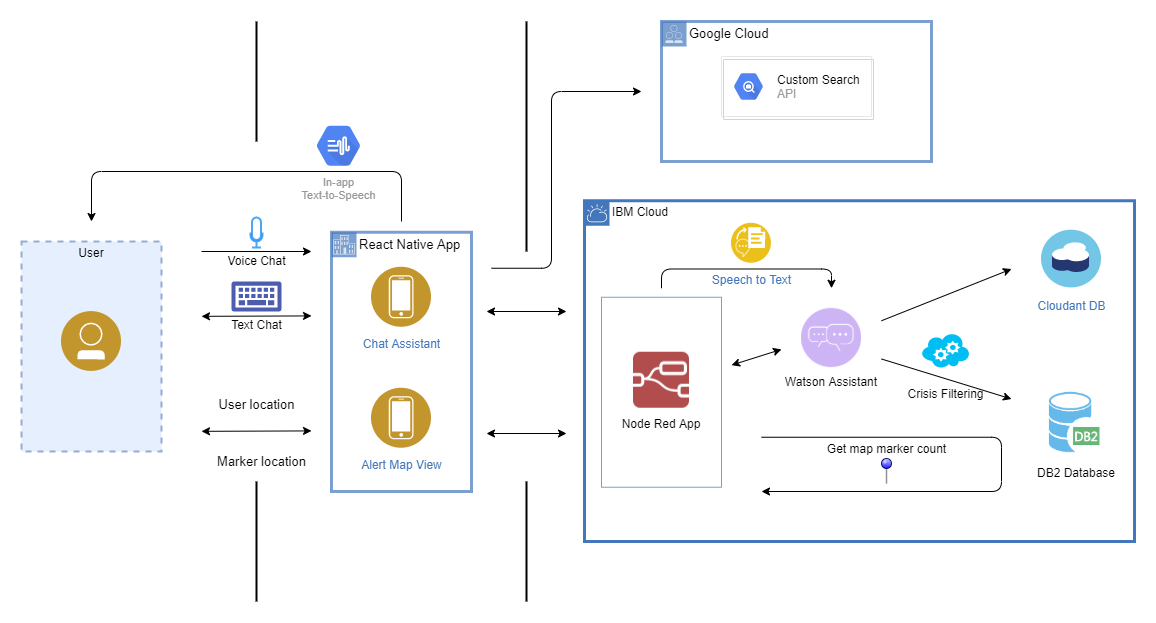 Google Cloud
Custom Search
API
In-app
Text-to-Speech
User
Voice Chat
Text Chat
User location
Marker location
React Native App
Chat Assistant
Alert Map View
IBM Cloud
Speech to Text
Node Red App
Watson Assistant
Cloudant DB
Crisis Filtering
DB2
DB2 Database
Get map marker count